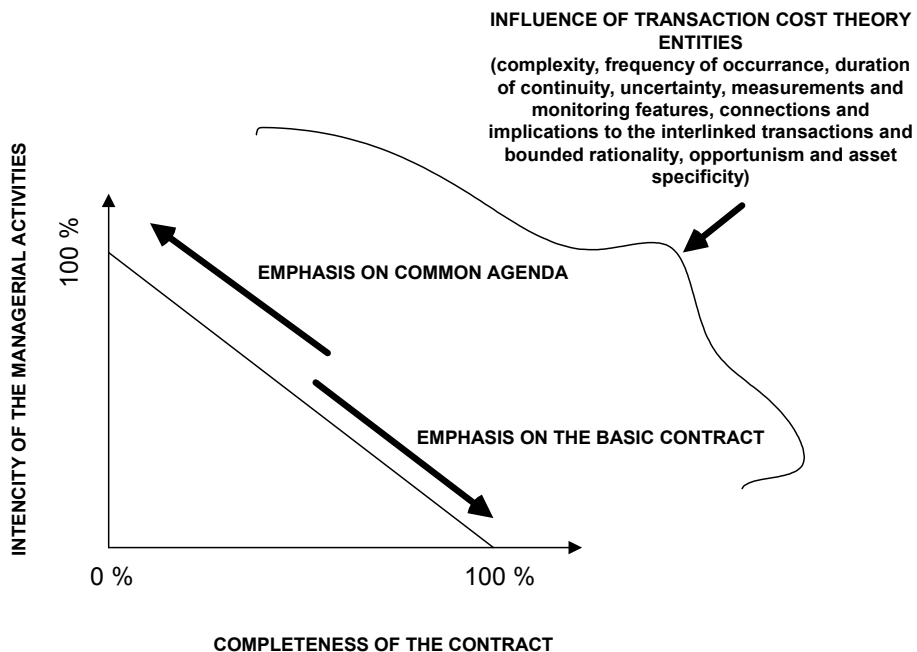 INFLUENCE OF TRANSACTION COST THEORY
ENTITIES
(complexity, frequency of occurrance, duration
of continuity, uncertainty, measurements and
monitoring features, connections and
implications to the interlinked transactions and
bounded rationality, opportunism and asset
specificity)
INTENCITY OF THE MANAGERIAL ACTIVITIES
100 %
EMPHASIS ON COMMON AGENDA
EMPHASIS ON THE BASIC CONTRACT
0 %
100 %
COMPLETENESS OF THE CONTRACT